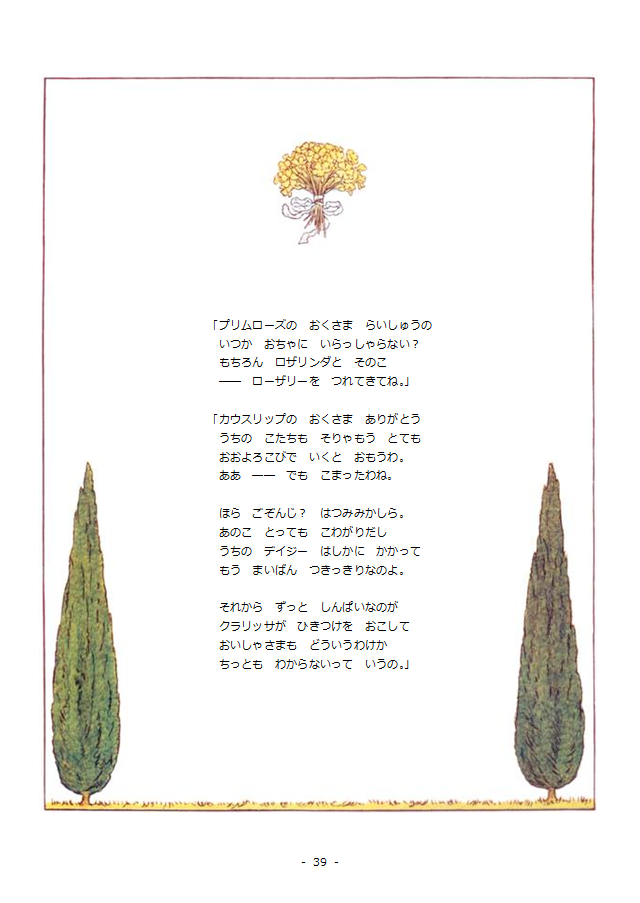 「プリムローズの　おくさま　らいしゅうの
いつか　おちゃに　いらっしゃらない？
もちろん　ロザリンダと　そのこ
――　ローザリーを　つれてきてね。」
「カウスリップの　おくさま　ありがとう
うちの　こたちも　そりゃもう　とても
おおよろこびで　いくと　おもうわ。
ああ　――　でも　こまったわね。
ほら　ごぞんじ？　はつみみかしら。
あのこ　とっても　こわがりだし
うちの　デイジー　はしかに　かかって
もう　まいばん　つきっきりなのよ。
それから　ずっと　しんぱいなのが
クラリッサが　ひきつけを　おこして
おいしゃさまも　どういうわけか
ちっとも　わからないって　いうの。」
- 39 -